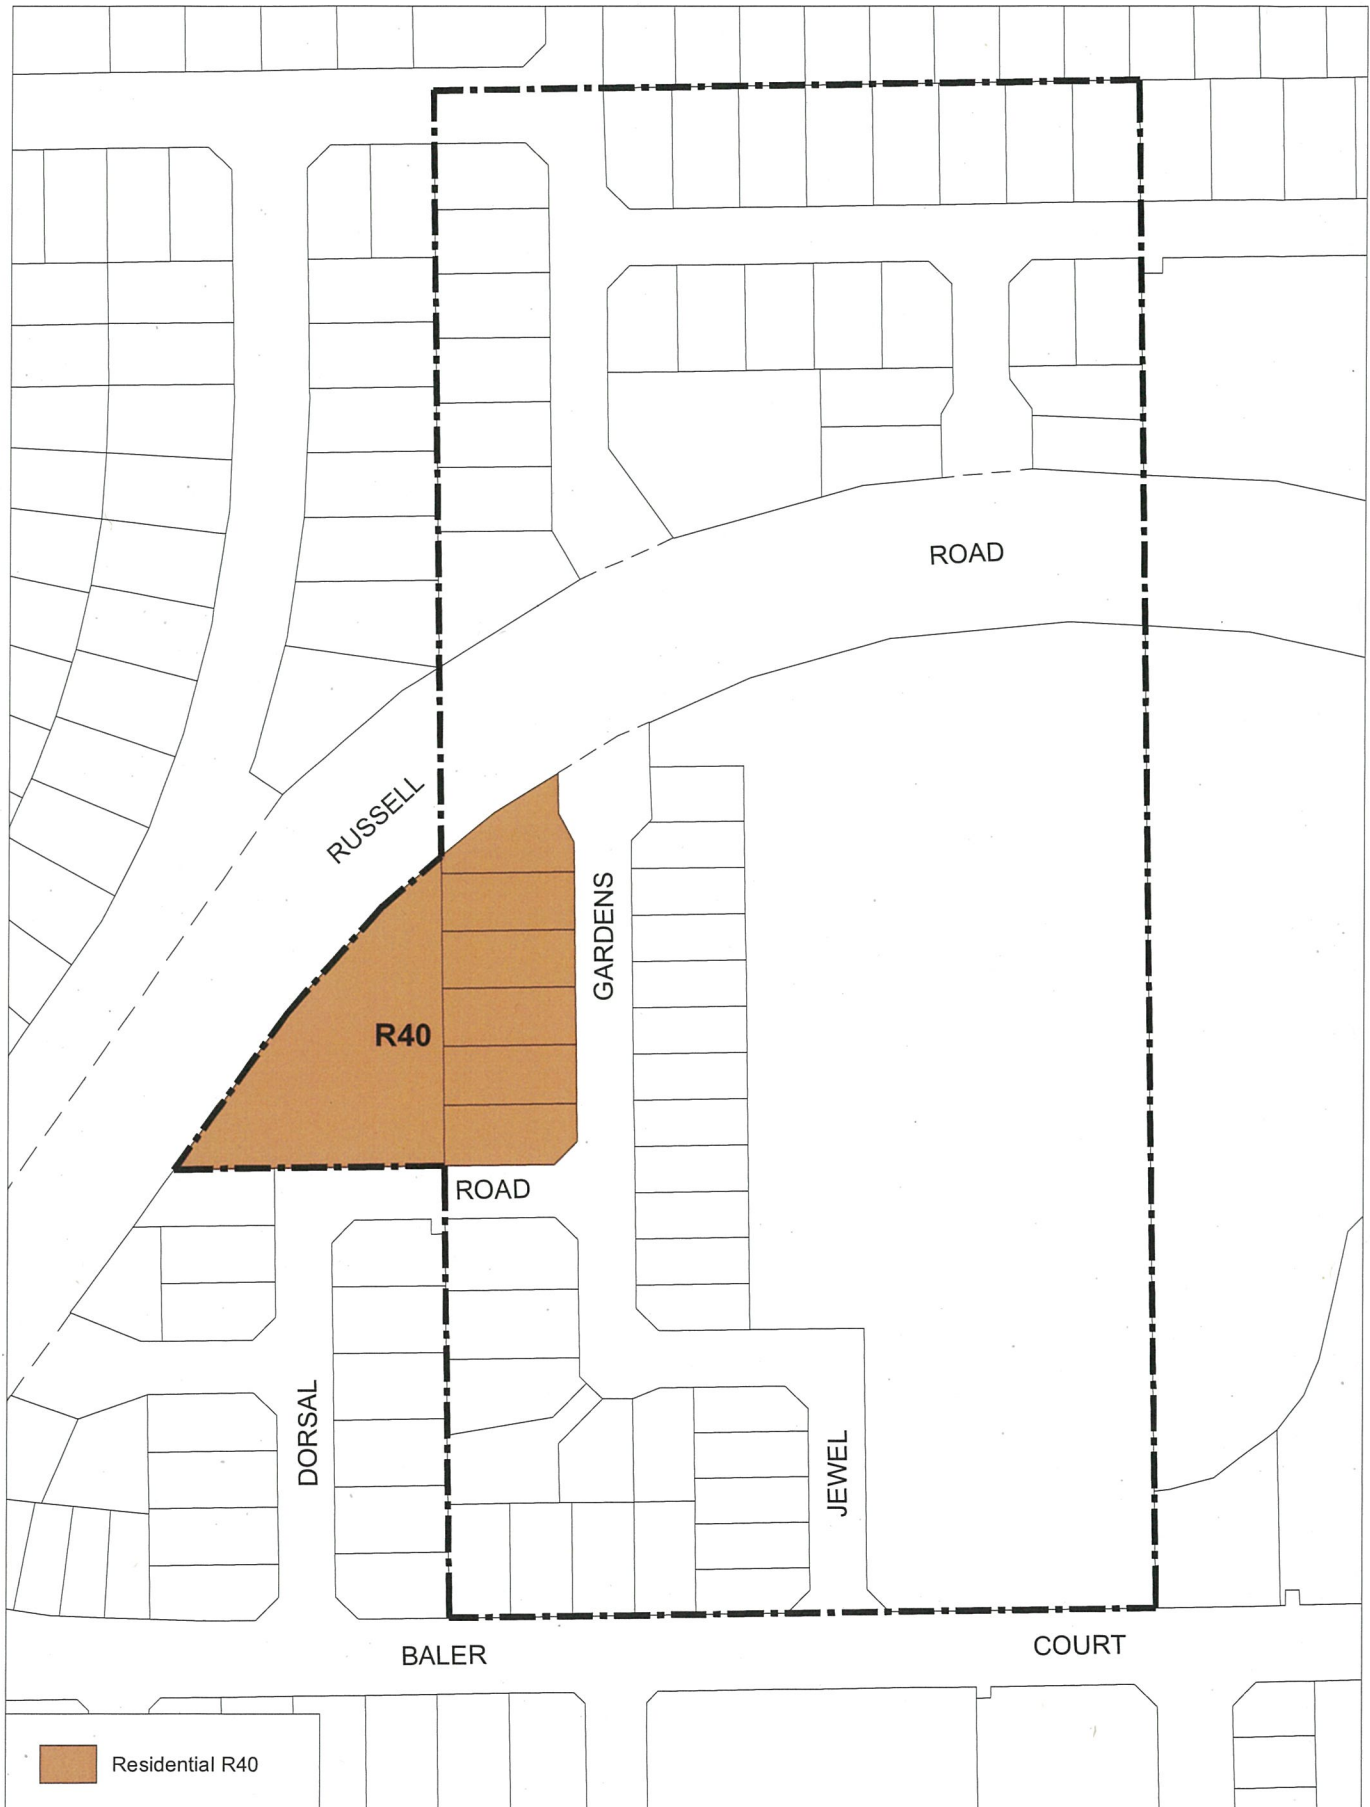 ROAD
RUSSELL
GARDENS
R40
ROAD
DORSAL
JEWEL
BALER
COURT
Residential R40